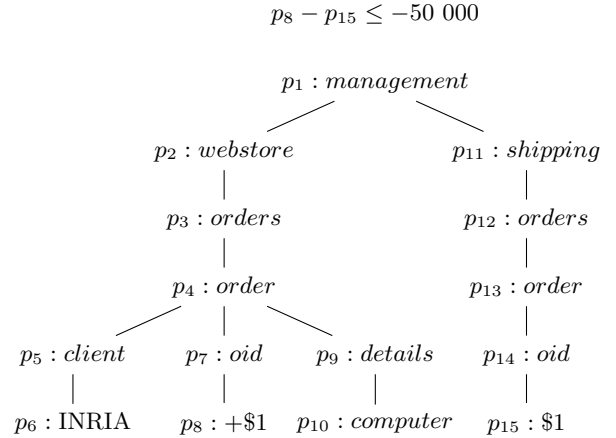 p₈ − p₁₅ ≤ −50 000
p₁ : management
p₂ : webstore p₁₁ : shipping
p₃ : orders p₁₂ : orders
p₄ : order p₁₃ : order
p₅ : client p₇ : oid p₉ : details p₁₄ : oid
p₆ : INRIA p₈ : +$1 p₁₀ : computer p₁₅ : $1